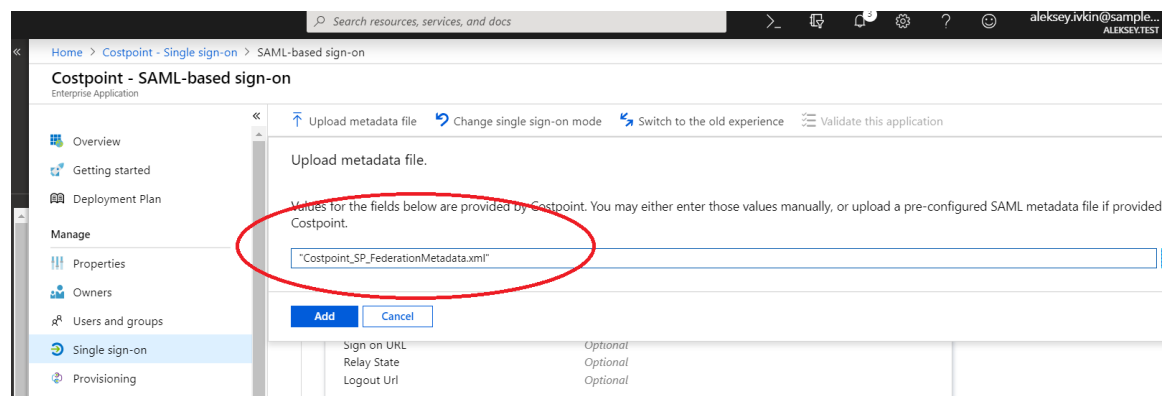 Search resources, services, and docs
3
aleksey.ivkin@sample...
ALEKSEY.TEST
Home > Costpoint - Single sign-on > SAML-based sign-on
Costpoint - SAML-based sign-on
Enterprise Application
Overview
Getting started
Deployment Plan
Manage
Properties
Owners
Users and groups
Single sign-on
Provisioning
Upload metadata file
Change single sign-on mode
Switch to the old experience
Validate this application
Upload metadata file.
Values for the fields below are provided by Costpoint. You may either enter those values manually, or upload a pre-configured SAML metadata file if provided
Costpoint.
"Costpoint_SP_FederationMetadata.xml"
Add Cancel
Sign on URL Optional
Relay State Optional
Logout Url Optional